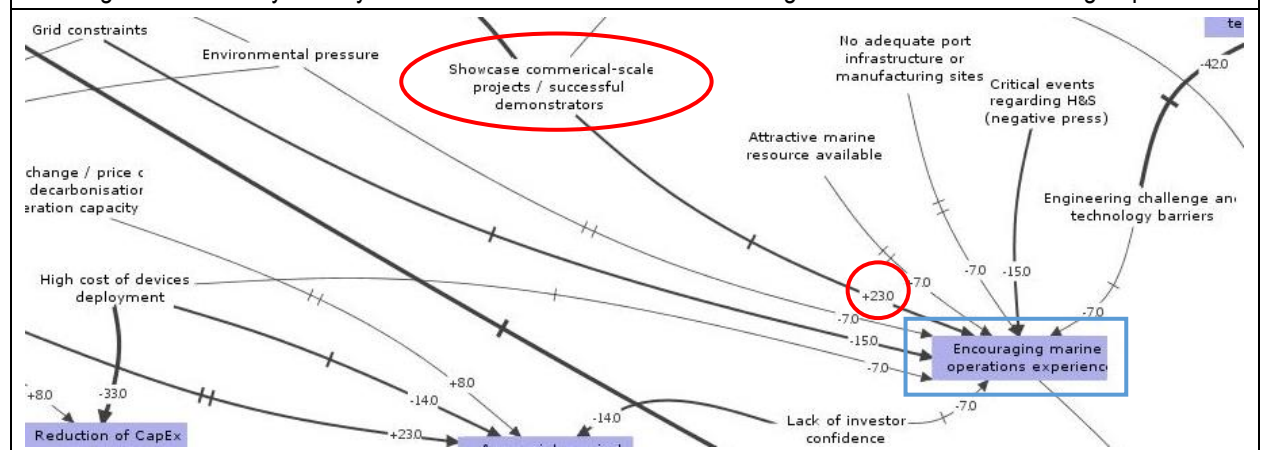 Grid constraints
Environmental pressure
Showcase commerical-scale
projects / successful
demonstrators
No adequate port
infrastructure or
manufacturing sites
Critical events
regarding H&S
(negative press)
-42.0
Attractive marine
resource available
change / price
decarbonisation
eration capacity
Engineering challenge and
technology barriers
High cost of devices
deployment
-7.0
-7.0
-15.0
+23.0
-7.0
-7.0
-15.0
-7.0
Encouraging marine
operations experience
+8.0
-33.0
+8.0
-14.0
-14.0
-7.0
Lack of investor
confidence
+23.0
Reduction of CapEx